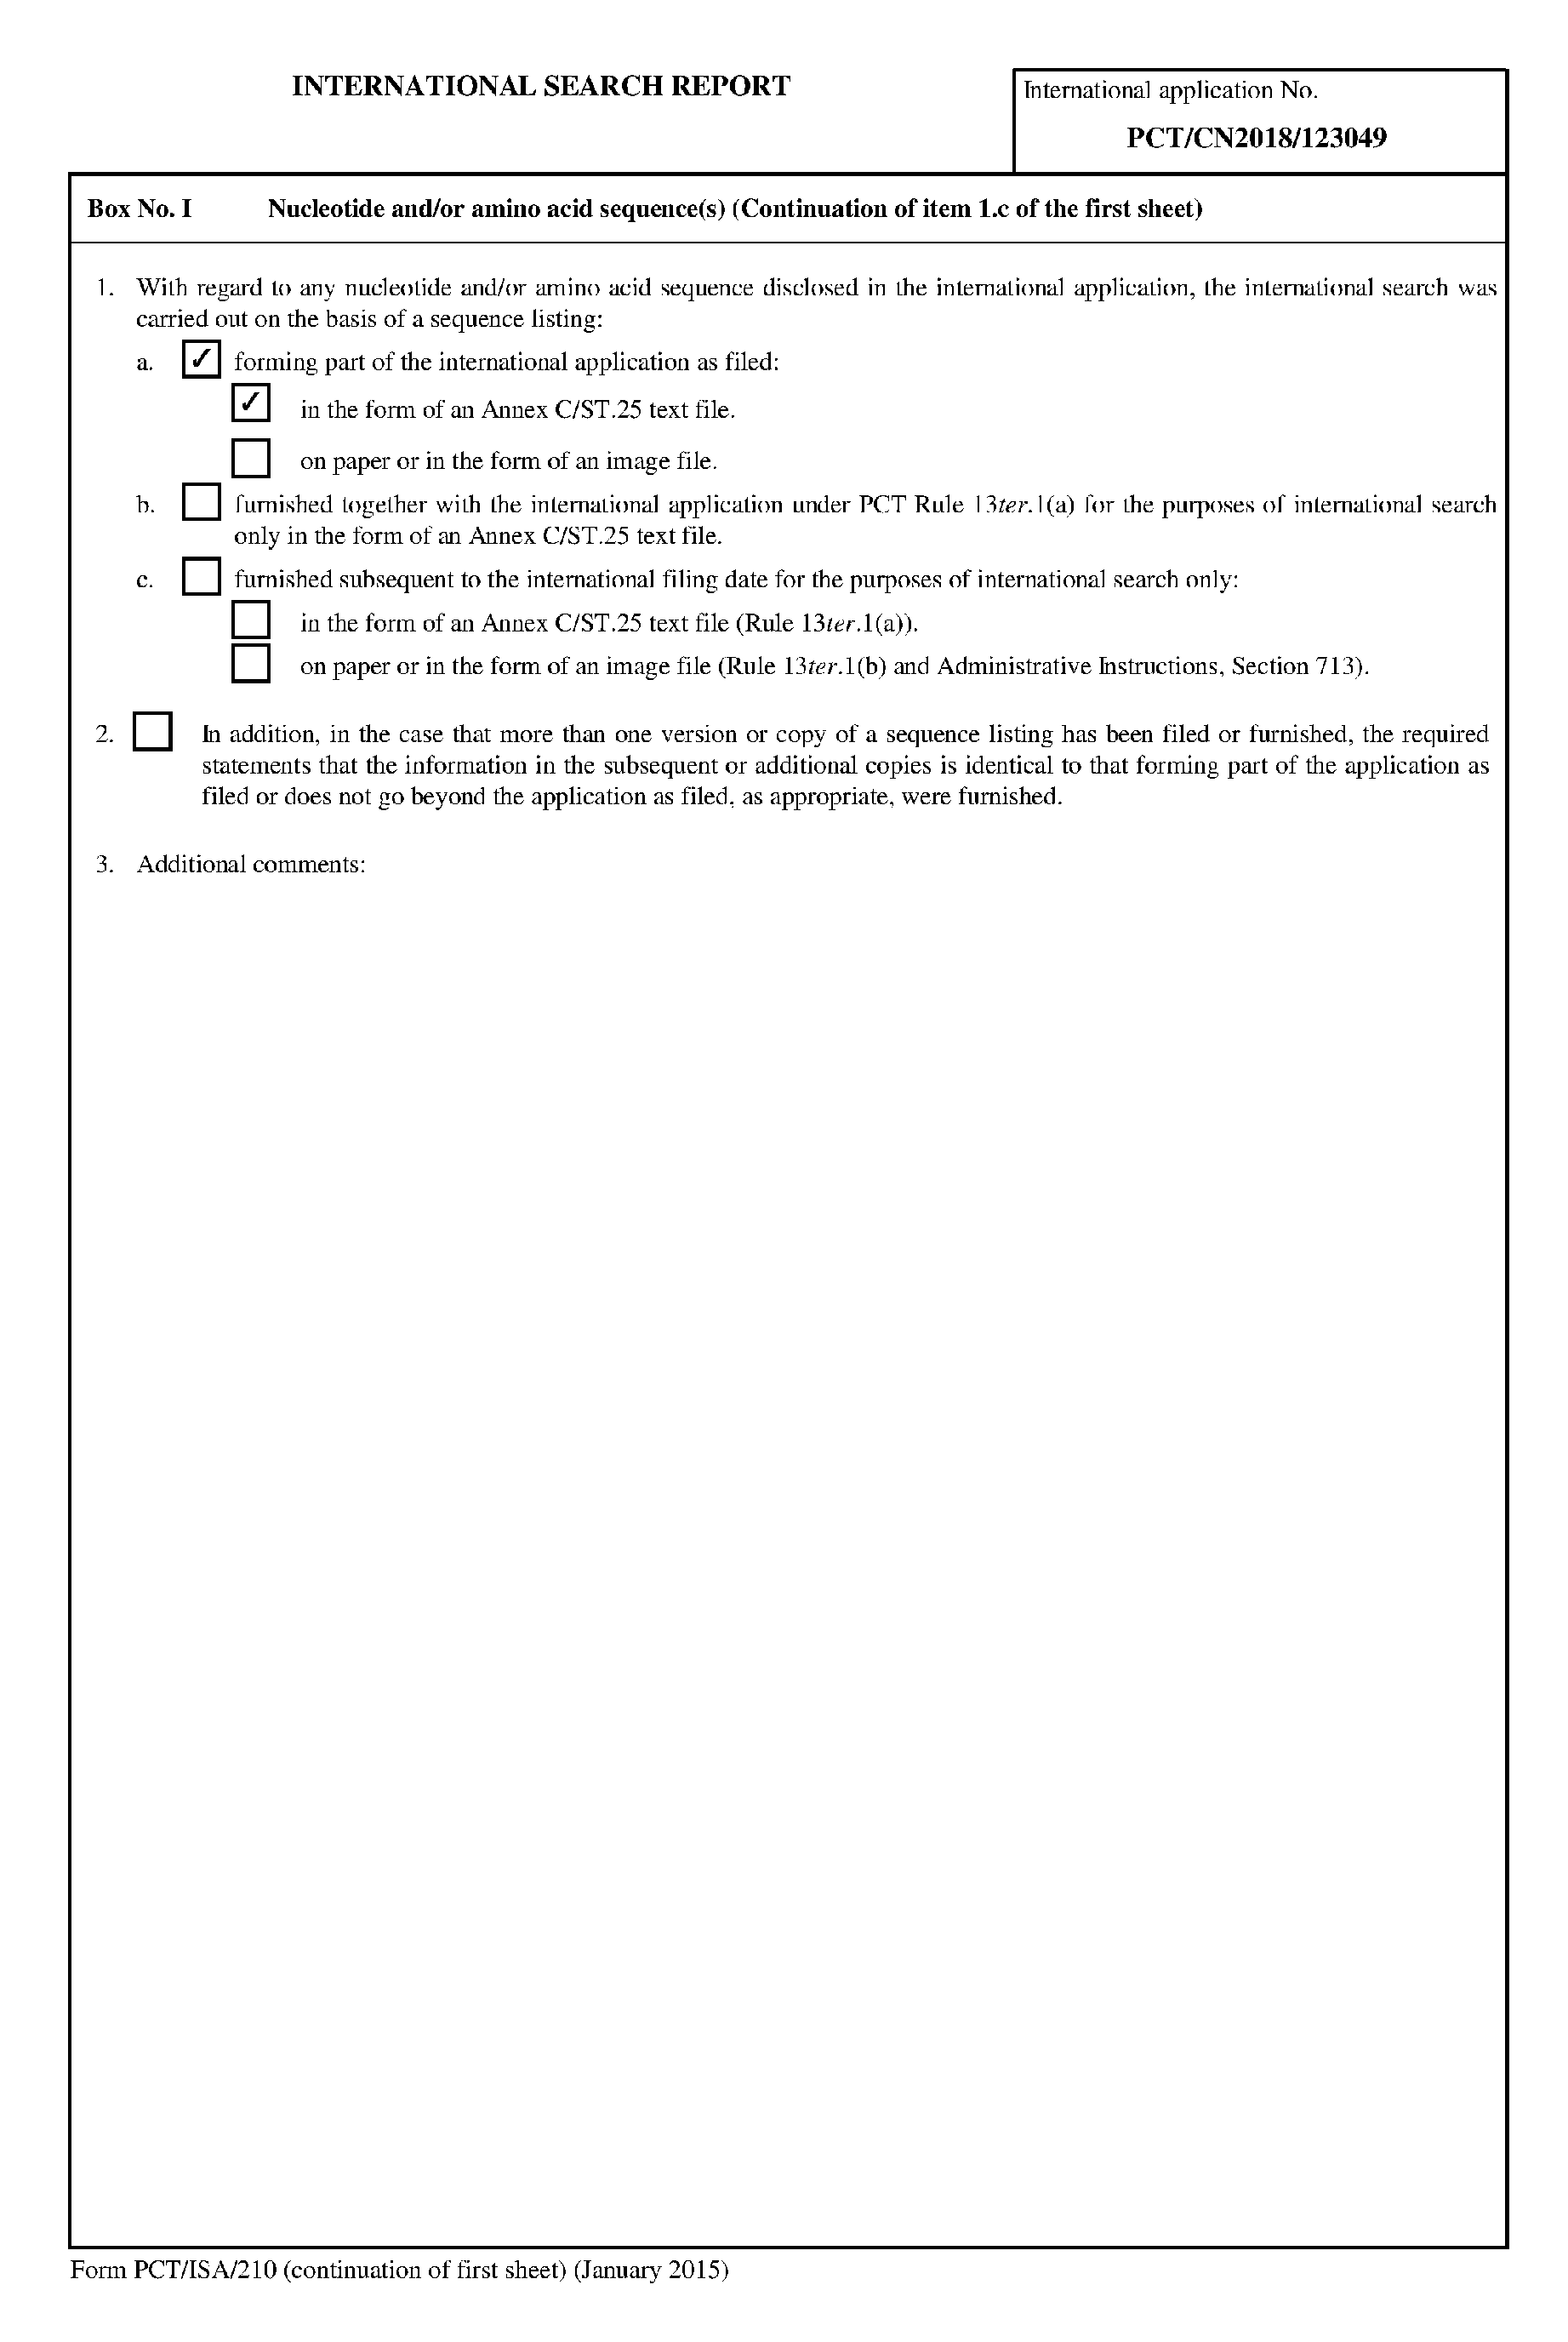 INTERNATIONAL SEARCH REPORT
International application No.
PCT/CN2018/123049
Box No. I Nucleotide and/or amino acid sequence(s) (Continuation of item 1.c of the first sheet)
1. With regard to any nucleotide and/or amino acid sequence disclosed in the international application, the international search was
carried out on the basis of a sequence listing:
a. ✓ forming part of the international application as filed:
✓ in the form of an Annex C/ST.25 text file.
on paper or in the form of an image file.
b. furnished together with the international application under PCT Rule 13ter.1(a) for the purposes of international search
only in the form of an Annex C/ST.25 text file.
c. furnished subsequent to the international filing date for the purposes of international search only:
in the form of an Annex C/ST.25 text file (Rule 13ter.1(a)).
on paper or in the form of an image file (Rule 13ter.1(b) and Administrative Instructions, Section 713).
2. In addition, in the case that more than one version or copy of a sequence listing has been filed or furnished, the required
statements that the information in the subsequent or additional copies is identical to that forming part of the application as
filed or does not go beyond the application as filed, as appropriate, were furnished.
3. Additional comments:
Form PCT/ISA/210 (continuation of first sheet) (January 2015)